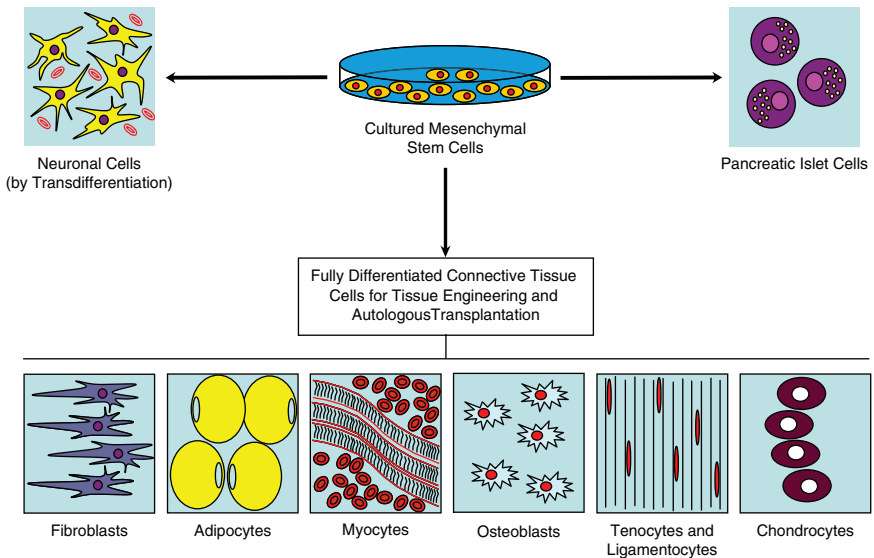 Cultured Mesenchymal
Stem Cells
Neuronal Cells
(by Transdifferentiation)
Pancreatic Islet Cells
Fully Differentiated Connective Tissue
Cells for Tissue Engineering and
AutologousTransplantation
Fibroblasts
Adipocytes
Myocytes
Osteoblasts
Tenocytes and
Ligamentocytes
Chondrocytes